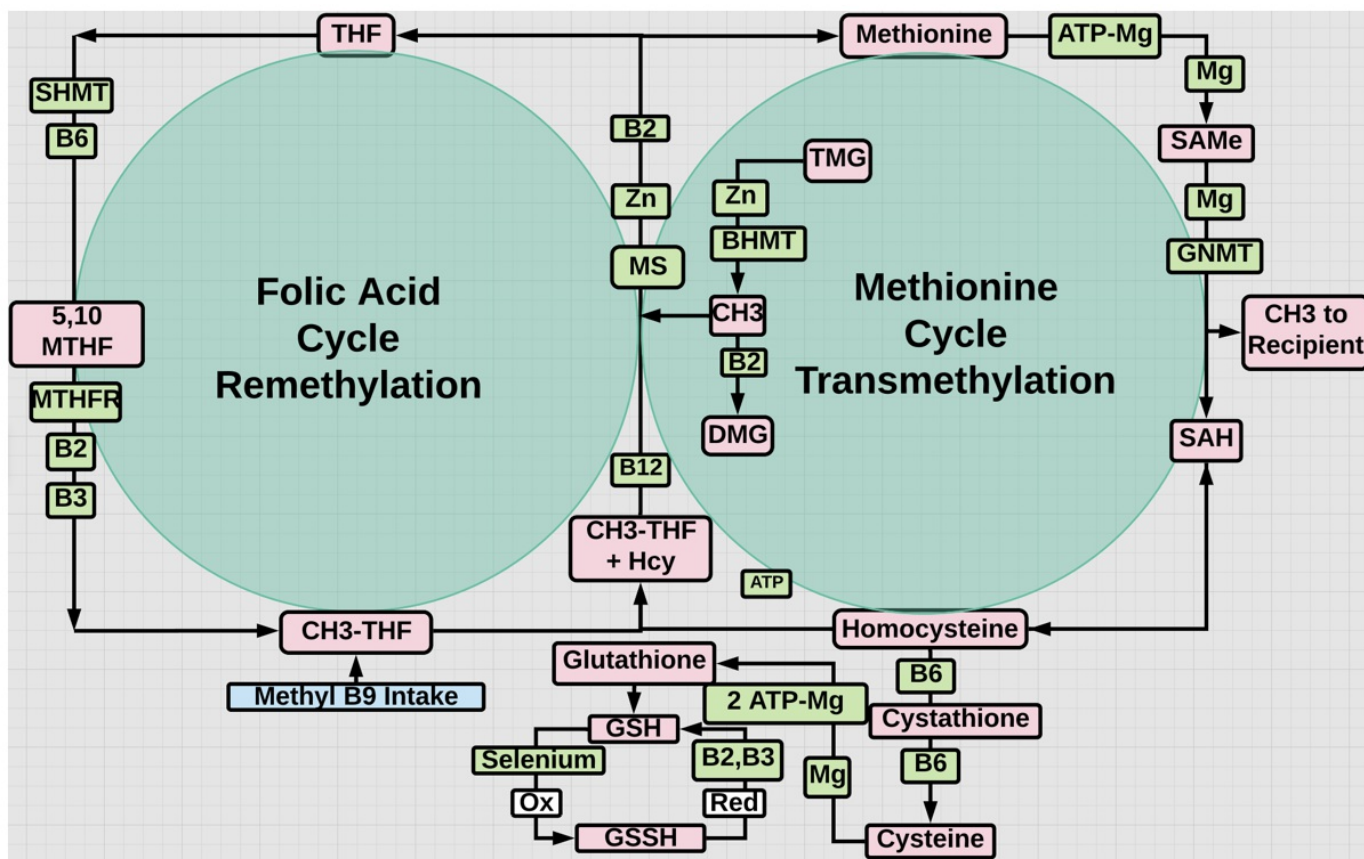 THF
Methionine
ATP-Mg
SHMT
B6
B2
Zn
MS
TMG
Zn
BHMT
CH3
B2
DMG
Mg
SAMe
Mg
GNMT
CH3 to
Recipient
SAH
Folic Acid
Cycle
Remethylation
Methionine
Cycle
Transmethylation
5,10
MTHF
MTHFR
B2
B3
B12
CH3-THF
+ Hcy
ATP
CH3-THF
Methyl B9 Intake
Homocysteine
B6
Cystathione
B6
Cysteine
Glutathione
2 ATP-Mg
Mg
GSH
Selenium
B2,B3
Ox
Red
GSSH